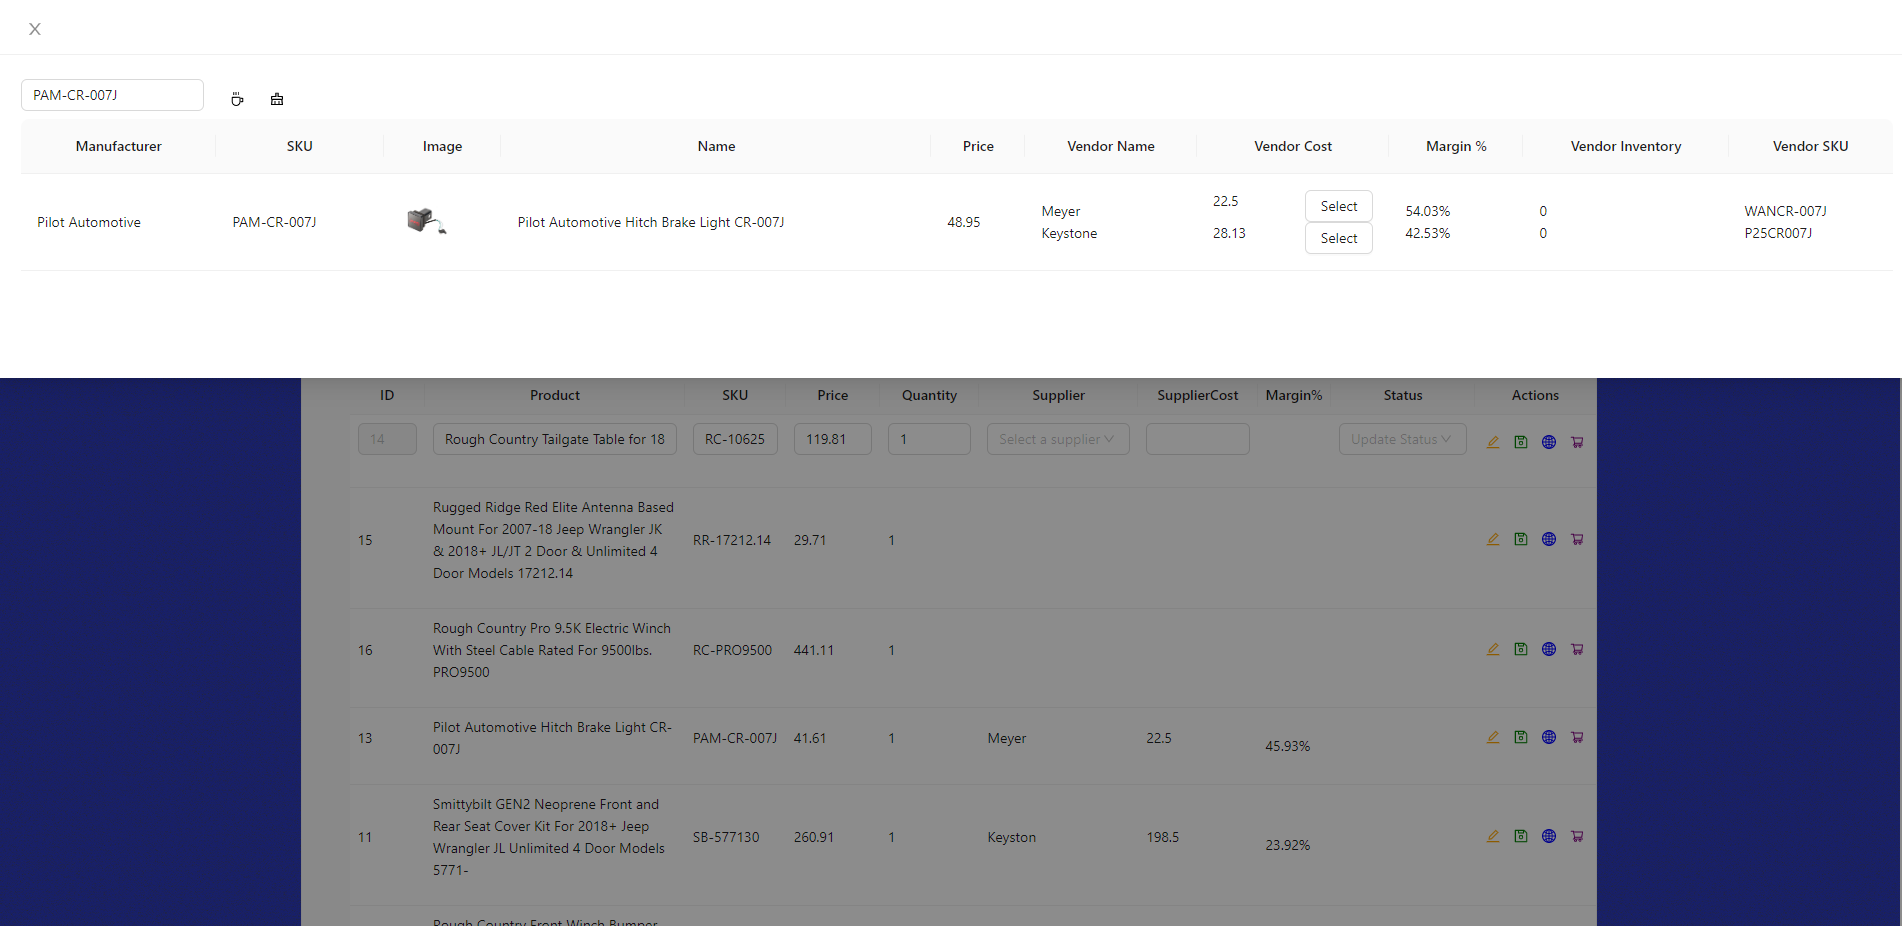 PAM-CR-007J
Manufacturer SKU Image Name Price Vendor Name Vendor Cost Margin % Vendor Inventory Vendor SKU
Pilot Automotive PAM-CR-007J Pilot Automotive Hitch Brake Light CR-007J 48.95
Meyer 22.5 Select 54.03% 0 WANCR-007J
Keystone 28.13 Select 42.53% 0 P25CR007J
ID Product SKU Price Quantity Supplier SupplierCost Margin% Status Actions
14 Rough Country Tailgate Table for 18 RC-10625 119.81 1 Select a supplier Update Status
Rugged Ridge Red Elite Antenna Based
Mount For 2007-18 Jeep Wrangler JK
15 RR-17212.14 29.71 1
& 2018+ JL/JT 2 Door & Unlimited 4
Door Models 17212.14
Rough Country Pro 9.5K Electric Winch
16 With Steel Cable Rated For 9500lbs. RC-PRO9500 441.11 1
PRO9500
Pilot Automotive Hitch Brake Light CR-
13 PAM-CR-007J 41.61 1 Meyer 22.5 45.93%
007J
Smittybilt GEN2 Neoprene Front and
Rear Seat Cover Kit For 2018+ Jeep
11 SB-577130 260.91 1 Keyston 198.5 23.92%
Wrangler JL Unlimited 4 Door Models
5771-
Rough Country Front Winch Bumper